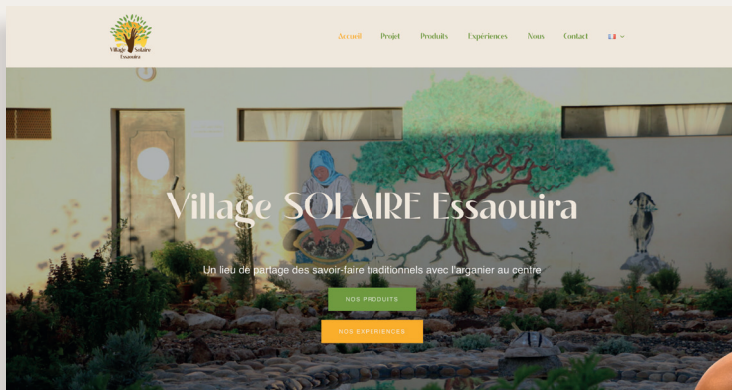 Village Solaire
Essaouira
Accueil
Projet
Produits
Expériences
Nous
Contact
Village SOLAIRE Essaouira
Un lieu de partage des savoir-faire traditionnels avec l'arganier au centre
NOS PRODUITS
NOS EXPÉRIENCES